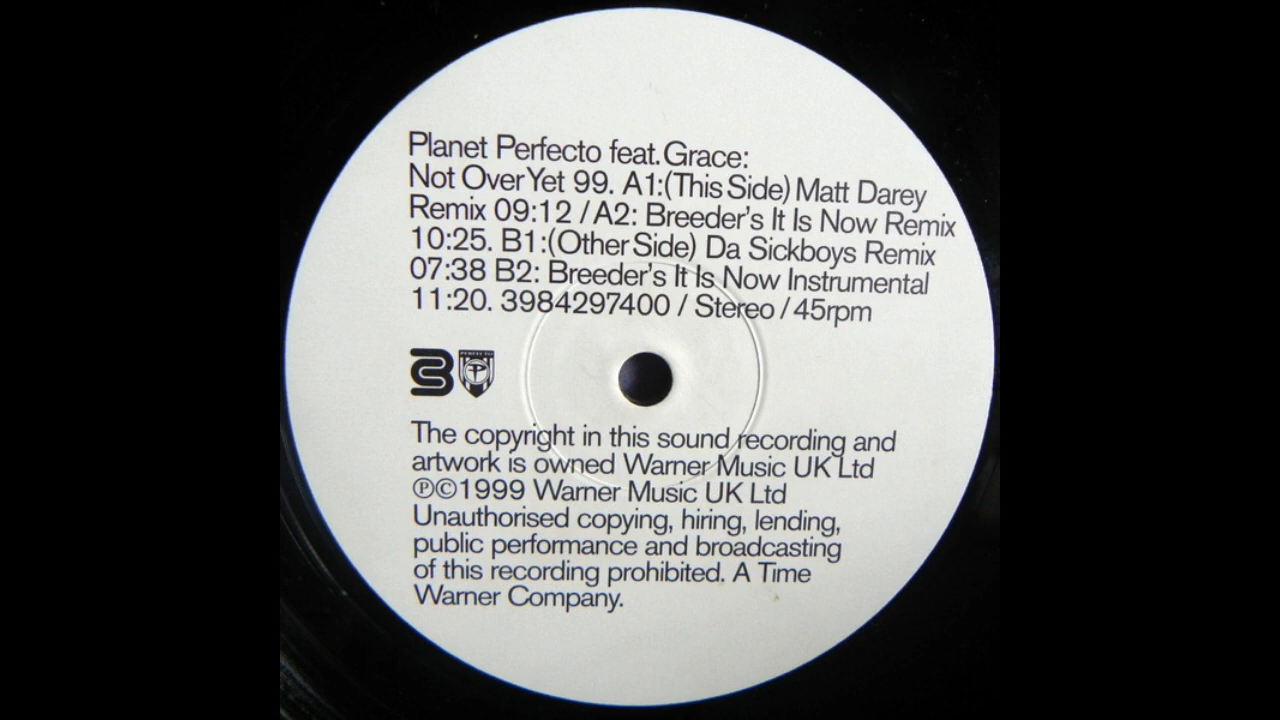 Planet Perfecto feat. Grace:
Not Over Yet 99. A1:(This Side) Matt Darey
Remix 09:12 / A2: Breeder's It Is Now Remix
10:25. B1:(Other Side) Da Sickboys Remix
07:38 B2: Breeder's It Is Now Instrumental
11:20. 3984297400 / Stereo / 45rpm
PERFECTO
The copyright in this sound recording and
artwork is owned Warner Music UK Ltd
℗©1999 Warner Music UK Ltd
Unauthorised copying, hiring, lending,
public performance and broadcasting
of this recording prohibited. A Time
Warner Company.